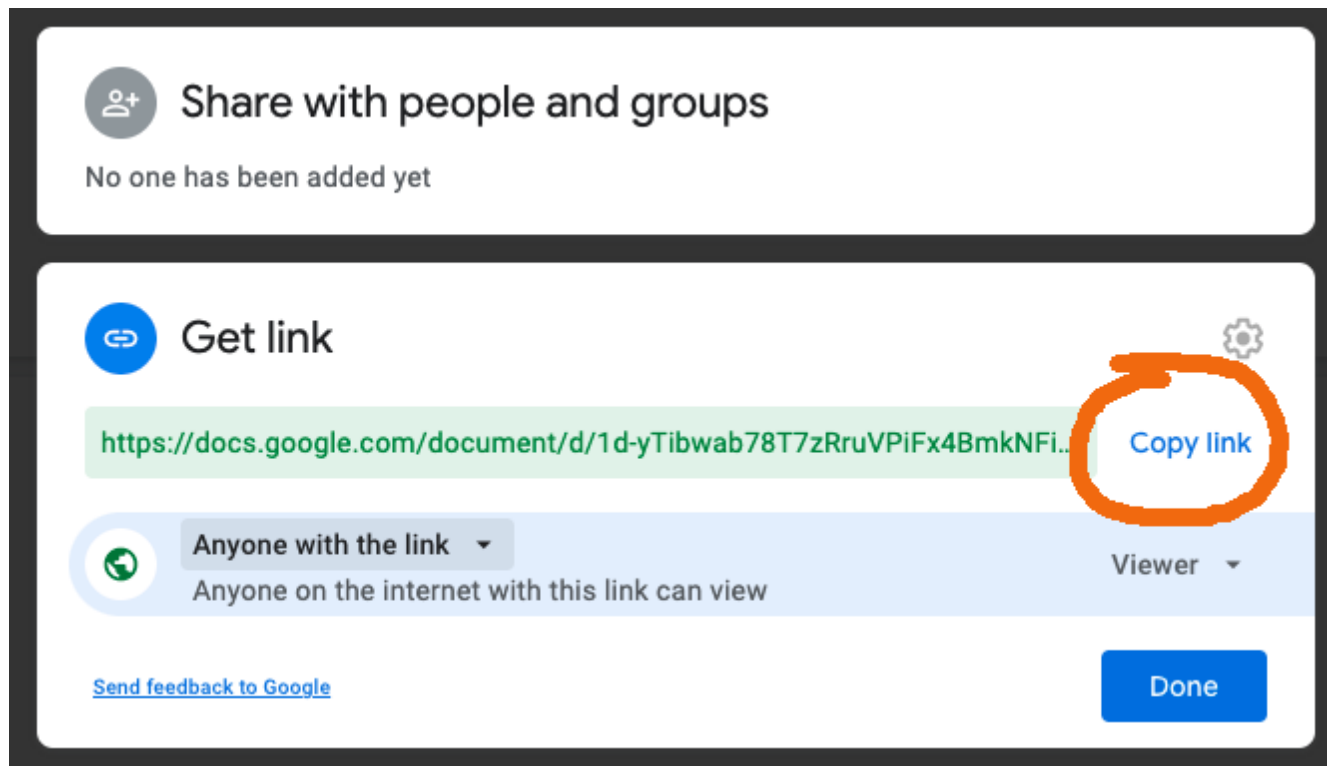 Share with people and groups
No one has been added yet
Get link
https://docs.google.com/document/d/1d-yTibwab78T7zRruVPiFx4BmkNFi... Copy link
Anyone with the link
Anyone on the internet with this link can view
Viewer
Send feedback to Google
Done